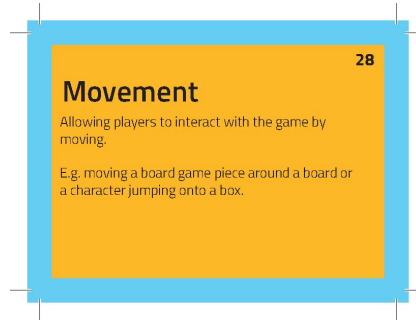 28
Movement
Allowing players to interact with the game by
moving.
E.g. moving a board game piece around a board or
a character jumping onto a box.